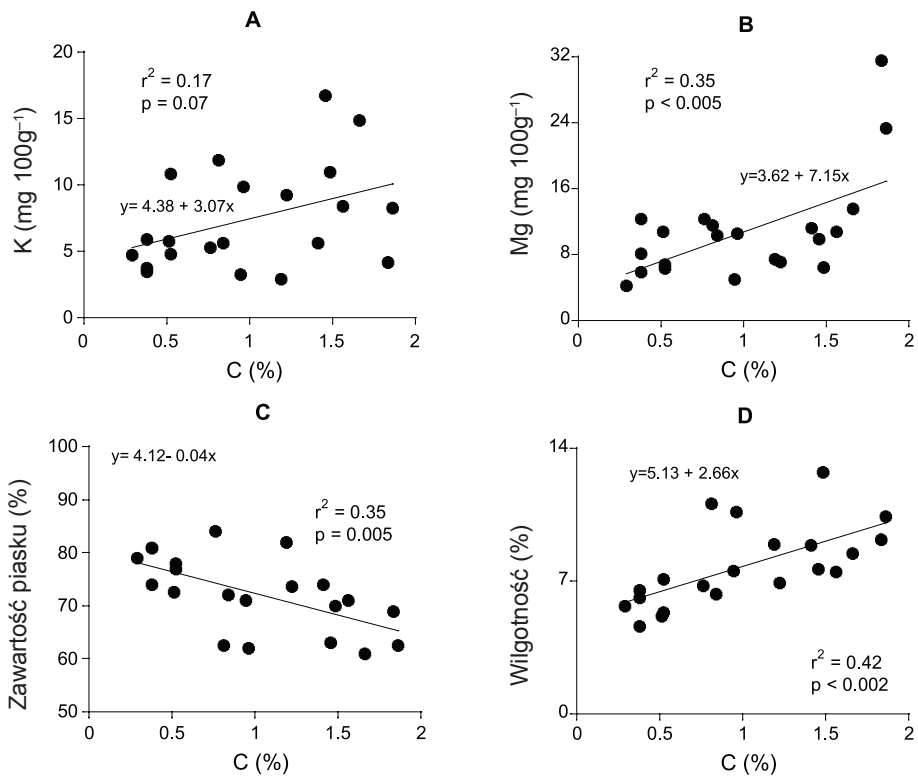 A
20
15
10
5
0
K (mg 100g⁻¹)
r² = 0.17
p = 0.07
y= 4.38 + 3.07x
0 0.5 1 1.5 2
C (%)
B
32
24
16
8
0
Mg (mg 100g⁻¹)
r² = 0.35
p < 0.005
y=3.62 + 7.15x
0 0.5 1 1.5 2
C (%)
C
100
90
80
70
60
50
Zawartość piasku (%)
y= 4.12- 0.04x
r² = 0.35
p = 0.005
0 0.5 1 1.5 2
C (%)
D
14
7
0
Wilgotność (%)
y=5.13 + 2.66x
r² = 0.42
p < 0.002
0 0.5 1 1.5 2
C (%)